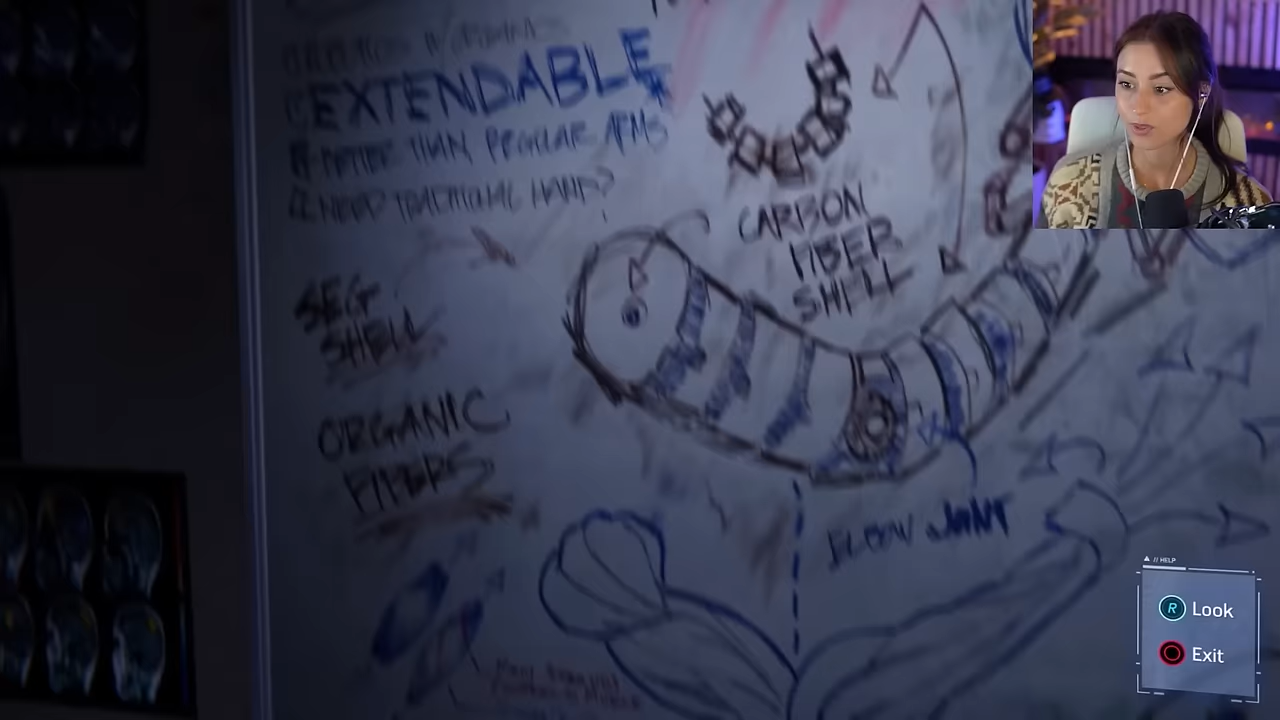 EXTENDABLE
BETTER THAN REGULAR ARMS
NEED TRADITIONAL HAND?
CARBON
FIBER
SHELL
SEG
SHELL
ORGANIC
FIBERS
ELBOW JOINT
// HELP
R Look
Exit